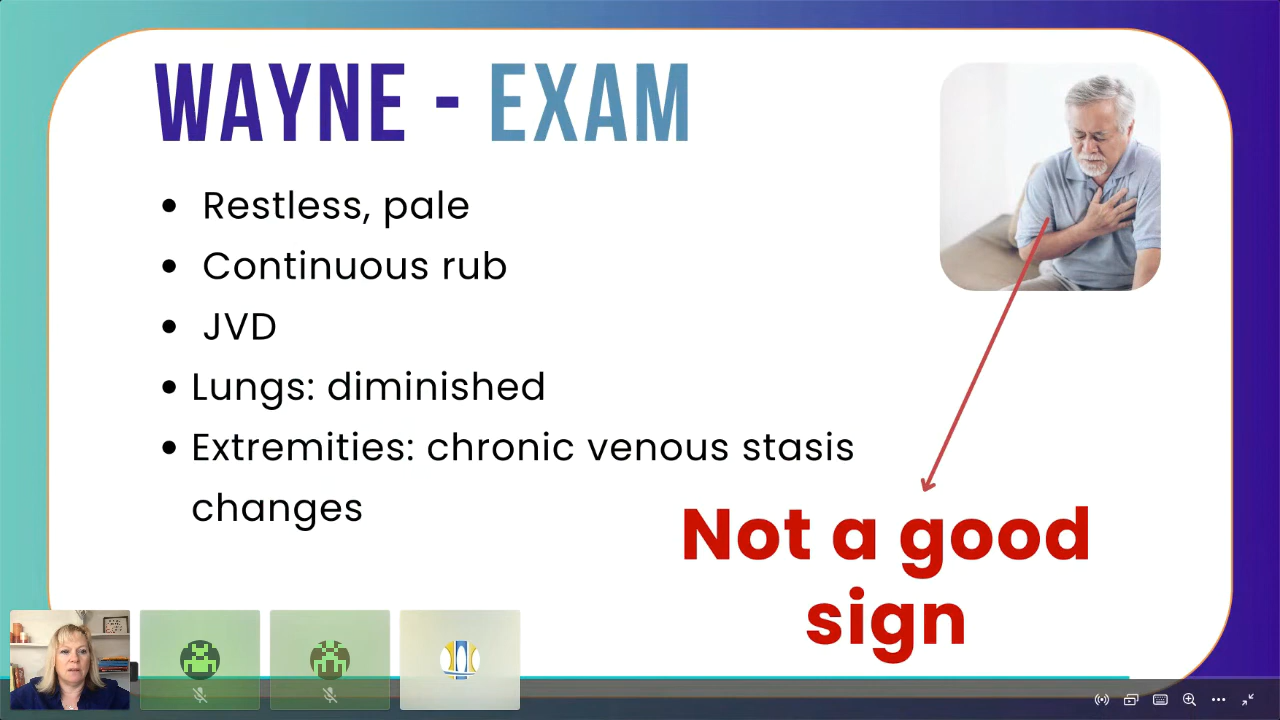 WAYNE - EXAM
Restless, pale
Continuous rub
JVD
Lungs: diminished
Extremities: chronic venous stasis
changes
Not a good
sign